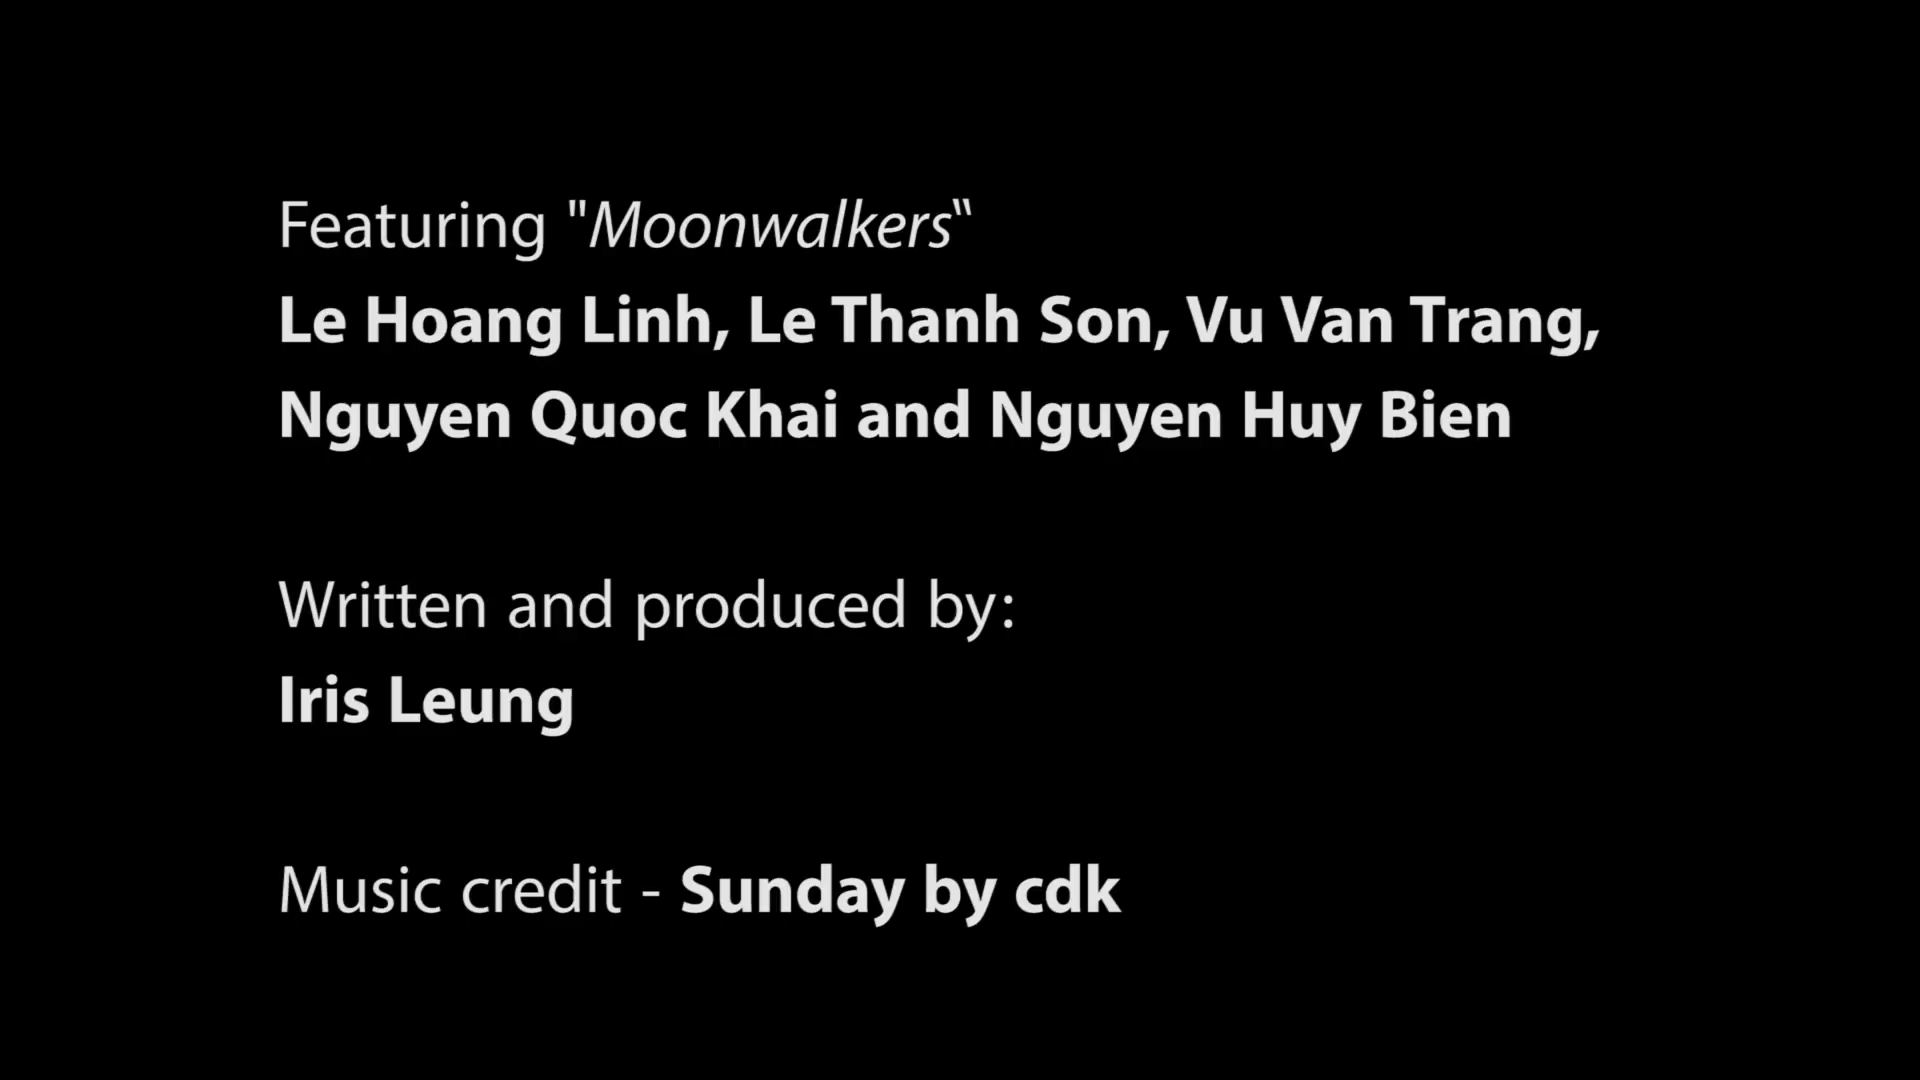 Featuring "Moonwalkers"
Le Hoang Linh, Le Thanh Son, Vu Van Trang,
Nguyen Quoc Khai and Nguyen Huy Bien
Written and produced by:
Iris Leung
Music credit - Sunday by cdk